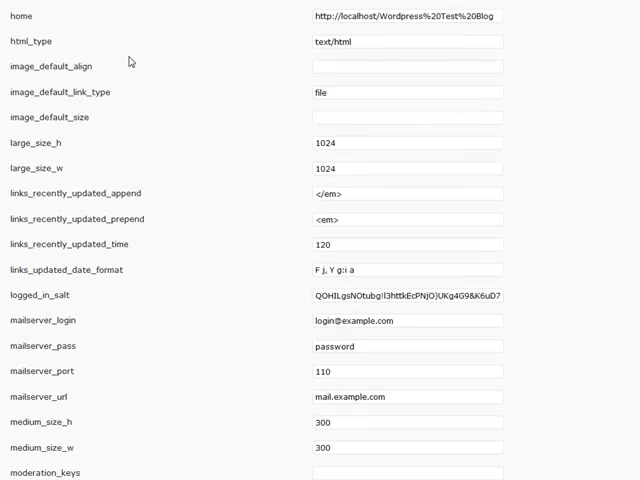 home http://localhost/Wordpress%20Test%20Blog
html_type text/html
image_default_align
image_default_link_type file
image_default_size
large_size_h 1024
large_size_w 1024
links_recently_updated_append </em>
links_recently_updated_prepend <em>
links_recently_updated_time 120
links_updated_date_format F j, Y g:i a
logged_in_salt
mailserver_login login@example.com
mailserver_pass password
mailserver_port 110
mailserver_url mail.example.com
medium_size_h 300
medium_size_w 300
moderation_keys